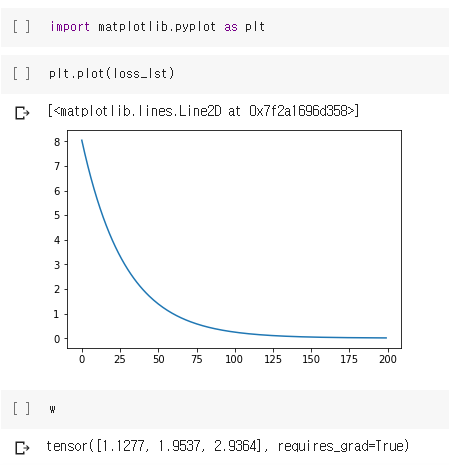 [ ] import matplotlib.pyplot as plt
[ ] plt.plot(loss_lst)
[<matplotlib.lines.Line2D at 0x7f2a1696d358>]
8
7
6
5
4
3
2
1
0
0 25 50 75 100 125 150 175 200
[ ] w
tensor([1.1277, 1.9537, 2.9364], requires_grad=True)